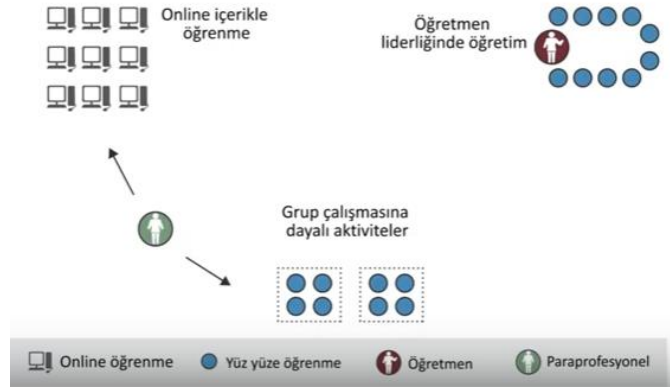 Online içerikle
öğrenme
Öğretmen
liderliğinde öğretim
Grup çalışmasına
dayalı aktiviteler
Online öğrenme
Yüz yüze öğrenme
Öğretmen
Paraprofesyonel